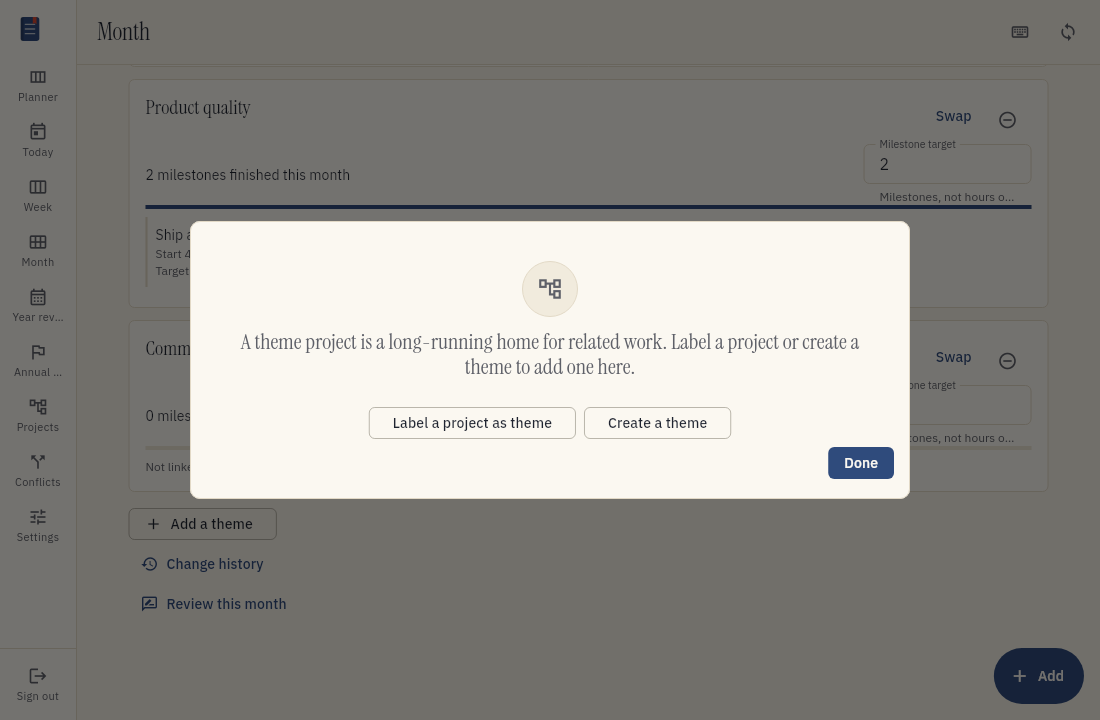 Month
Planner
Today
Week
Month
Year rev...
Annual ...
Projects
Conflicts
Settings
Sign out
Product quality
Swap
Milestone target
2
2 milestones finished this month
Milestones, not hours o...
Ship
Start 4
Target
A theme project is a long-running home for related work. Label a project or create a
theme to add one here.
Label a project as theme
Create a theme
Done
Comm
Swap
one target
0 miles
ones, not hours o...
Not linke
Add a theme
Change history
Review this month
Add